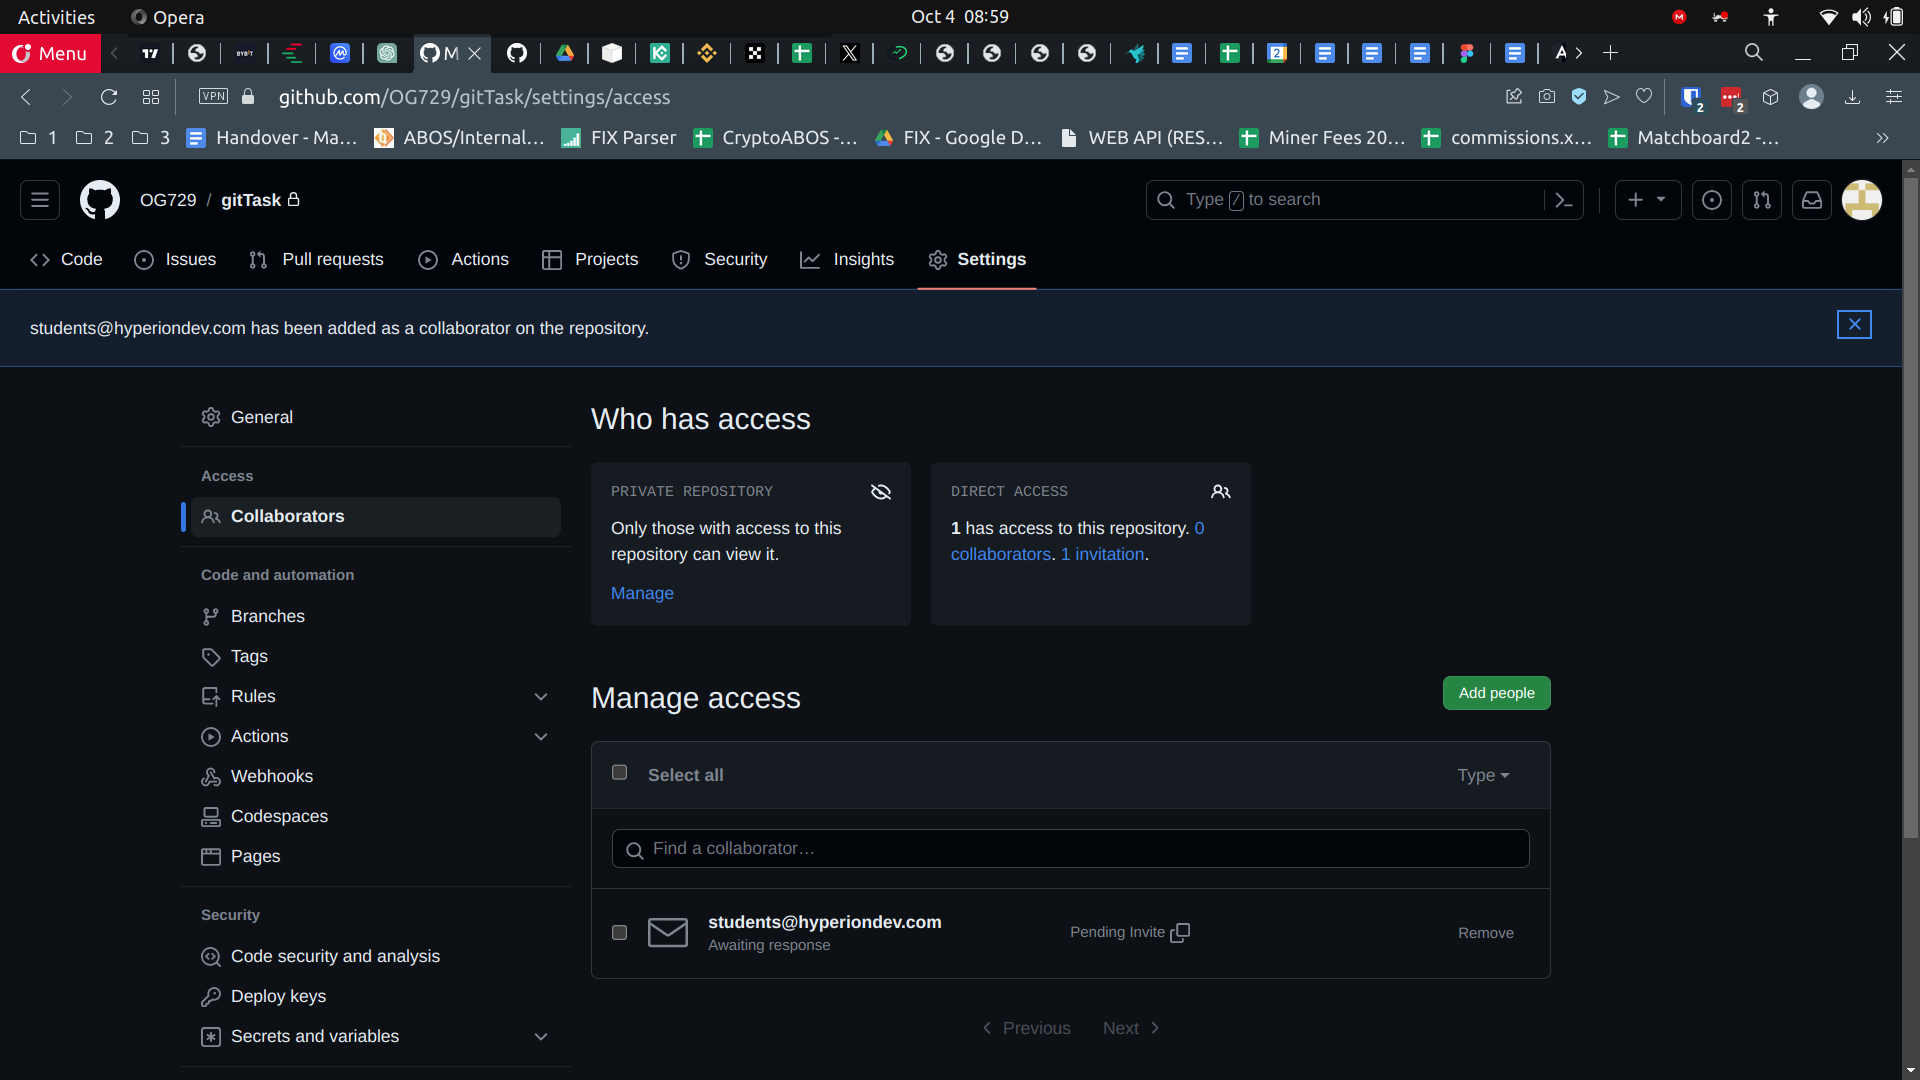 Activities Opera Oct 4 08:59
Menu M
VPN github.com/OG729/gitTask/settings/access 2 2
1 2 3 Handover - Ma... ABOS/Internal... FIX Parser CryptoABOS -... FIX - Google D... WEB API (RES... Miner Fees 20... commissions.x... Matchboard2 -...
OG729 / gitTask Type / to search
Code Issues Pull requests Actions Projects Security Insights Settings
students@hyperiondev.com has been added as a collaborator on the repository.
General
Access
Collaborators
Code and automation
Branches
Tags
Rules
Actions
Webhooks
Codespaces
Pages
Security
Code security and analysis
Deploy keys
Secrets and variables
Who has access
PRIVATE REPOSITORY
Only those with access to this
repository can view it.
Manage
DIRECT ACCESS
1 has access to this repository. 0
collaborators. 1 invitation.
Manage access
Add people
Select all Type
Find a collaborator…
students@hyperiondev.com
Awaiting response
Pending Invite
Remove
Previous Next